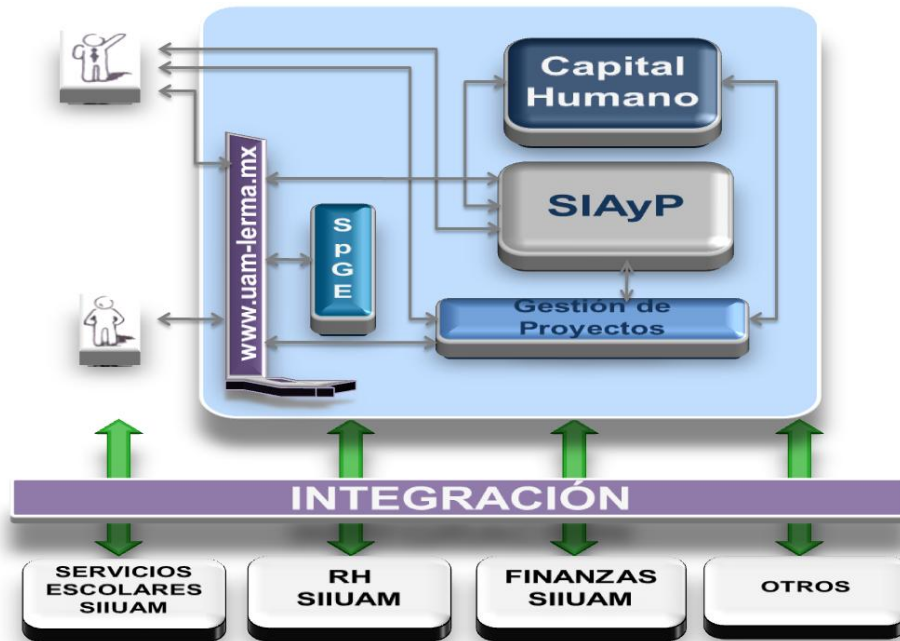 Capital
Humano
SIAyP
www.uam-lerma.mx
S
p
G
E
Gestión de
Proyectos
INTEGRACIÓN
SERVICIOS
ESCOLARES
SIIUAM
RH
SIIUAM
FINANZAS
SIIUAM
OTROS